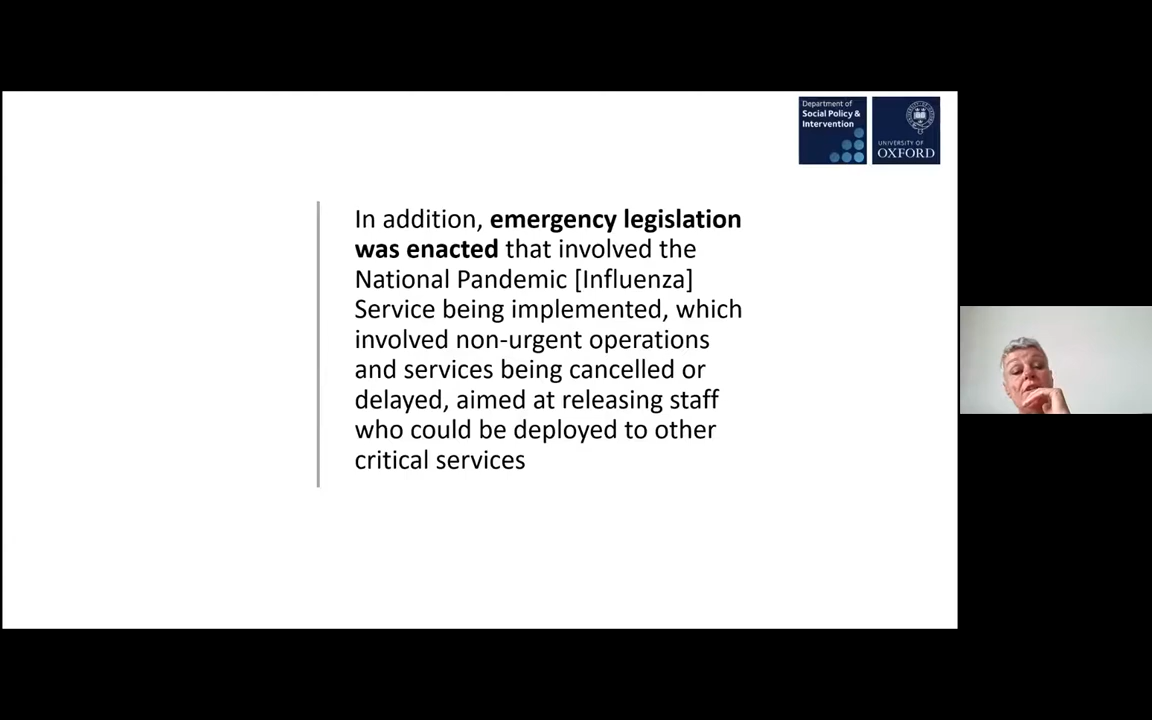 Department of
Social Policy &
Intervention
UNIVERSITY OF
OXFORD
In addition, emergency legislation
was enacted that involved the
National Pandemic [Influenza]
Service being implemented, which
involved non-urgent operations
and services being cancelled or
delayed, aimed at releasing staff
who could be deployed to other
critical services